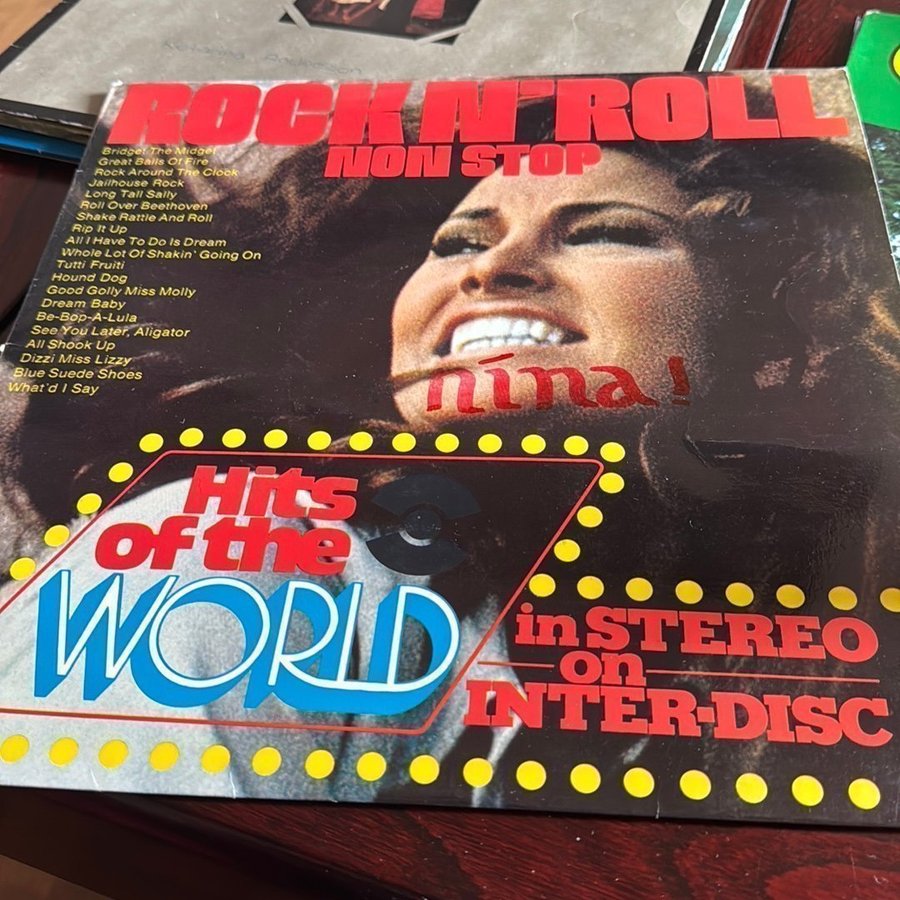 ROCK N'ROLL
NON STOP
Bridget The Midget
Great Balls Of Fire
Rock Around The Clock
Jailhouse Rock
Long Tall Sally
Roll Over Beethoven
Shake Rattle And Roll
Rip It Up
All I Have To Do Is Dream
Whole Lot Of Shakin' Going On
Tutti Fruiti
Hound Dog
Good Golly Miss Molly
Dream Baby
Be-Bop-A-Lula
See You Later, Aligator
All Shook Up
Dizzi Miss Lizzy
Blue Suede Shoes
What'd I Say
nina!
Hits
of the
WORLD
in STEREO
on
INTER-DISC